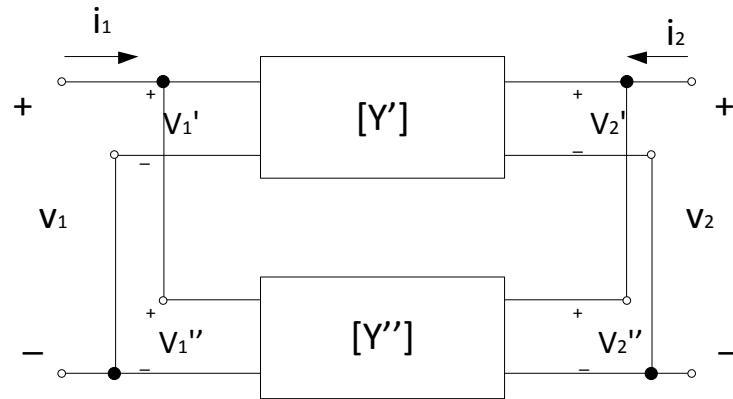 i1
i2
+
+
+
[Y']
+
+
V1'
V2'
−
−
v1
v2
+
+
[Y'']
V1''
V2''
−
−
−
−